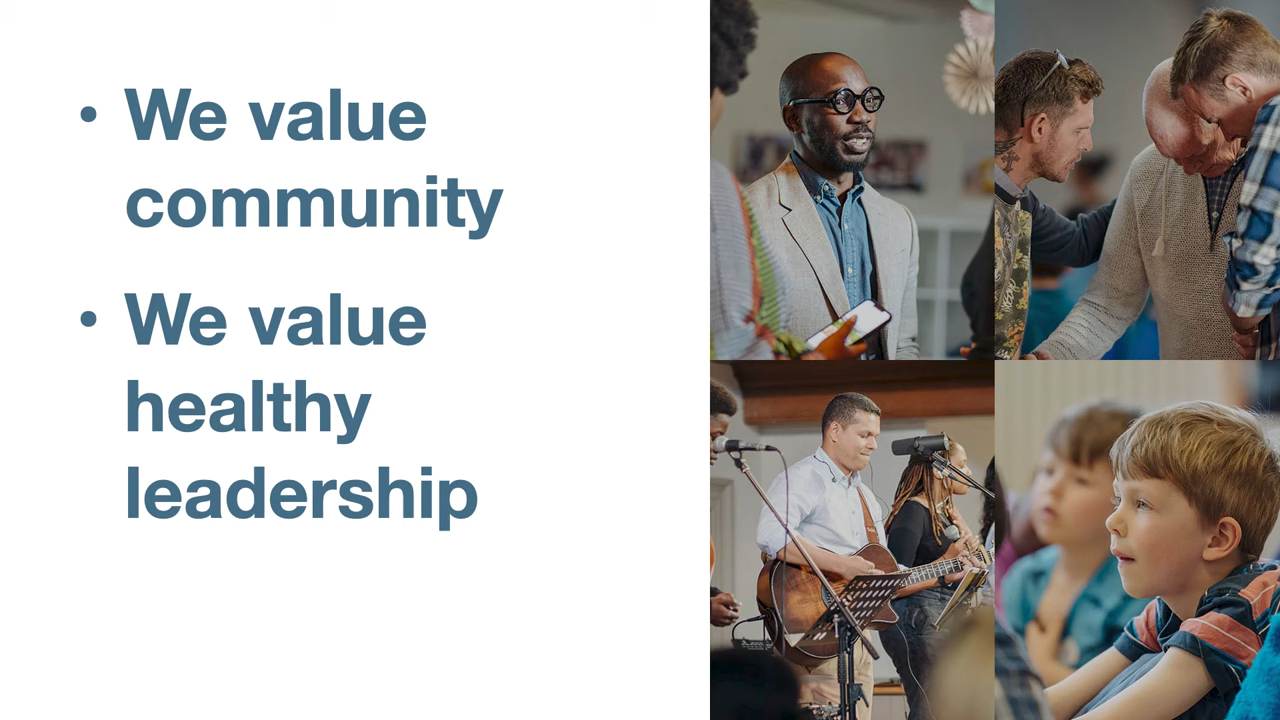 • We value
community
• We value
healthy
leadership